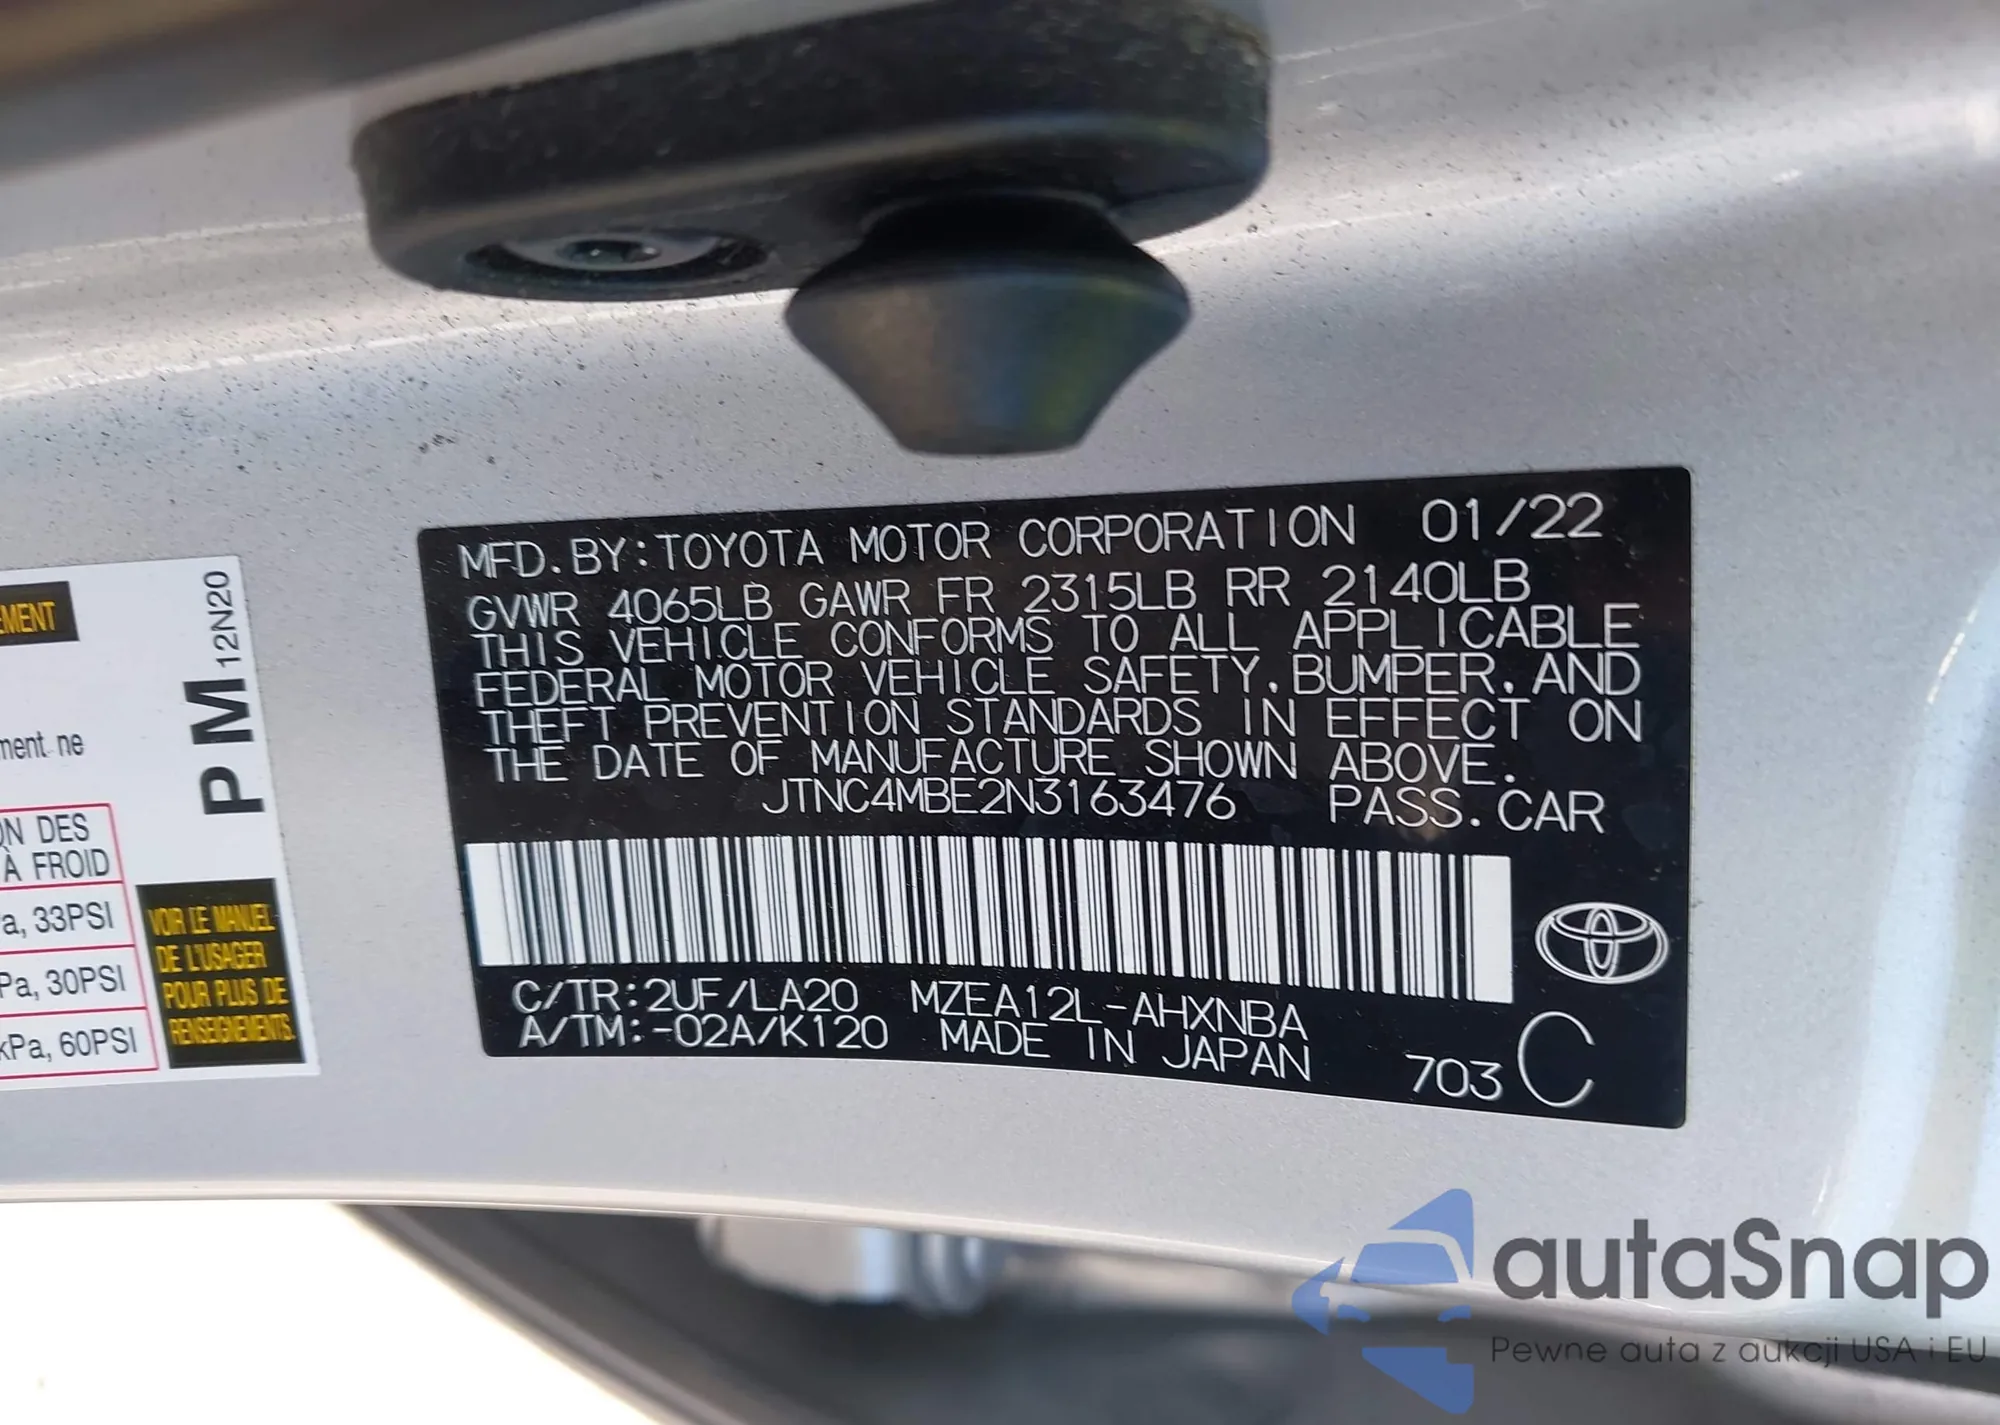 EMENT
ment ne
ON DES
À FROID
Pa, 33PSI
Pa, 30PSI
kPa, 60PSI
PM12N20
VOIR LE MANUEL
DE L'USAGER
POUR PLUS DE
RENSEIGNEMENTS.
MFD. BY:TOYOTA MOTOR CORPORATION 01/22
GVWR 4065LB GAWR FR 2315LB RR 2140LB
THIS VEHICLE CONFORMS TO ALL APPLICABLE
FEDERAL MOTOR VEHICLE SAFETY, BUMPER, AND
THEFT PREVENTION STANDARDS IN EFFECT ON
THE DATE OF MANUFACTURE SHOWN ABOVE.
JTNC4MBE2N3163476 PASS. CAR
C/TR:2UF/LA20 MZEA12L-AHXNBA
A/TM:-02A/K120 MADE IN JAPAN
703 C
autaSnap
Pewne auta z aukcji USA i EU